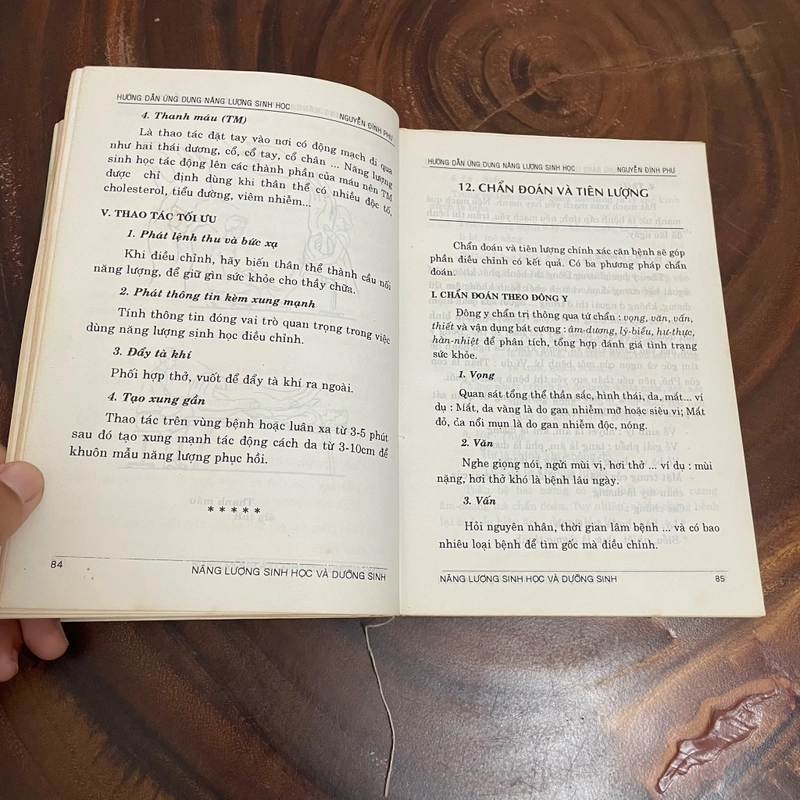 HƯỚNG DẪN ỨNG DỤNG NĂNG LƯỢNG SINH HỌC NGUYỄN ĐÌNH PHƯ
4. Thanh máu (TM)
Là thao tác đặt tay vào nơi có động mạch đi qua
như hai thái dương, cổ, cổ tay, cổ chân ... Năng lượng
sinh học tác động lên các thành phần của máu nên TM
được chỉ định dùng khi thân thể có nhiều độc tố,
cholesterol, tiểu đường, viêm nhiễm...
V. THAO TÁC TỐI ƯU
1. Phát lệnh thu và bức xạ
Khi điều chỉnh, hãy biến thân thể thành cầu nối
năng lượng, để giữ gìn sức khỏe cho thầy chữa.
2. Phát thông tin kèm xung mạnh
Tính thông tin đóng vai trò quan trọng trong việc
dùng năng lượng sinh học điều chỉnh.
3. Đẩy tà khí
Phối hợp thở, vuốt để đẩy tà khí ra ngoài.
4. Tạo xung gần
Thao tác trên vùng bệnh hoặc luân xa từ 3-5 phút
sau đó tạo xung mạnh tác động cách da từ 3-10cm để
khuôn mẫu năng lượng phục hồi.
* * * * *
84 NĂNG LƯỢNG SINH HỌC VÀ DƯỠNG SINH
HƯỚNG DẪN ỨNG DỤNG NĂNG LƯỢNG SINH HỌC NGUYỄN ĐÌNH PHƯ
12. CHẨN ĐOÁN VÀ TIÊN LƯỢNG
Chẩn đoán và tiên lượng chính xác căn bệnh sẽ góp
phần điều chỉnh có kết quả. Có ba phương pháp chẩn
đoán.
I. CHẨN ĐOÁN THEO ĐÔNG Y
Đông y chẩn trị thông qua tứ chẩn : vọng, văn, vấn,
thiết và vận dụng bát cương : âm-dương, lý-biểu, hư-thực,
hàn-nhiệt để phân tích, tổng hợp đánh giá tình trạng
sức khỏe.
1. Vọng
Quan sát tổng thể thần sắc, hình thái, da, mắt... ví
dụ : Mắt, da vàng là do gan nhiễm mỡ hoặc siêu vi; Mắt
đỏ, da nổi mụn là do gan nhiễm độc, nóng.
2. Văn
Nghe giọng nói, ngửi mùi vị, hơi thở ... ví dụ : mùi
nặng, hơi thở khó là bệnh lâu ngày.
3. Vấn
Hỏi nguyên nhân, thời gian lâm bệnh ... và có bao
nhiêu loại bệnh để tìm gốc mà điều chỉnh.
NĂNG LƯỢNG SINH HỌC VÀ DƯỠNG SINH 85